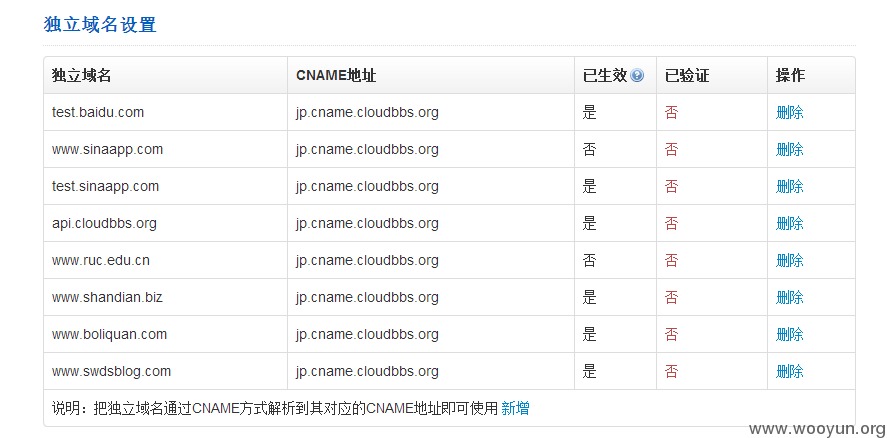 独立域名设置
独立域名 CNAME地址 已生效 ? 已验证 操作
test.baidu.com jp.cname.cloudbbs.org 是 否 删除
www.sinaapp.com jp.cname.cloudbbs.org 否 否 删除
test.sinaapp.com jp.cname.cloudbbs.org 是 否 删除
api.cloudbbs.org jp.cname.cloudbbs.org 是 否 删除
www.ruc.edu.cn jp.cname.cloudbbs.org 否 否 删除
www.shandian.biz jp.cname.cloudbbs.org 是 否 删除
www.boliquan.com jp.cname.cloudbbs.org 是 否 删除
www.swdsblog.com jp.cname.cloudbbs.org 是 否 删除
说明：把独立域名通过CNAME方式解析到其对应的CNAME地址即可使用 新增
www.wooyun.org